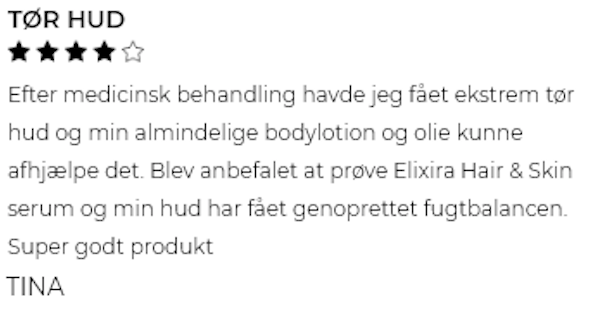 TØR HUD
Efter medicinsk behandling havde jeg fået ekstrem tør
hud og min almindelige bodylotion og olie kunne
afhjælpe det. Blev anbefalet at prøve Elixira Hair & Skin
serum og min hud har fået genoprettet fugtbalancen.
Super godt produkt
TINA